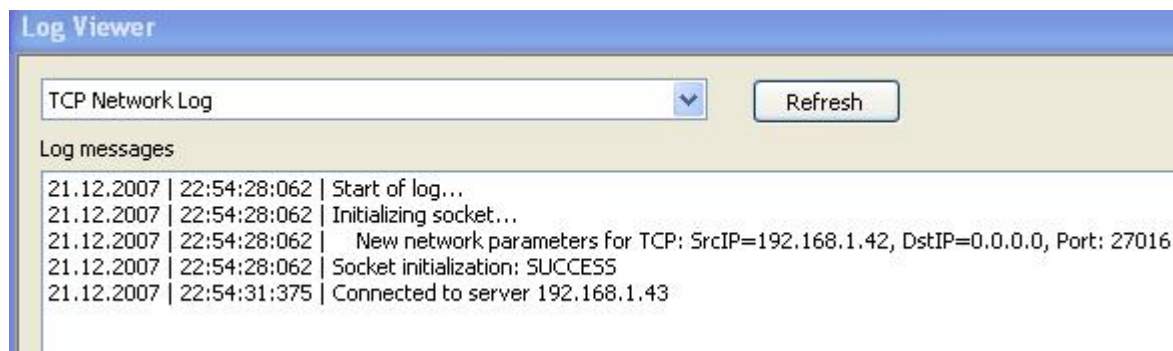 Log Viewer
TCP Network Log
Refresh
Log messages
21.12.2007 | 22:54:28:062 | Start of log...
21.12.2007 | 22:54:28:062 | Initializing socket...
21.12.2007 | 22:54:28:062 |    New network parameters for TCP: SrcIP=192.168.1.42, DstIP=0.0.0.0, Port: 27016
21.12.2007 | 22:54:28:062 | Socket initialization: SUCCESS
21.12.2007 | 22:54:31:375 | Connected to server 192.168.1.43